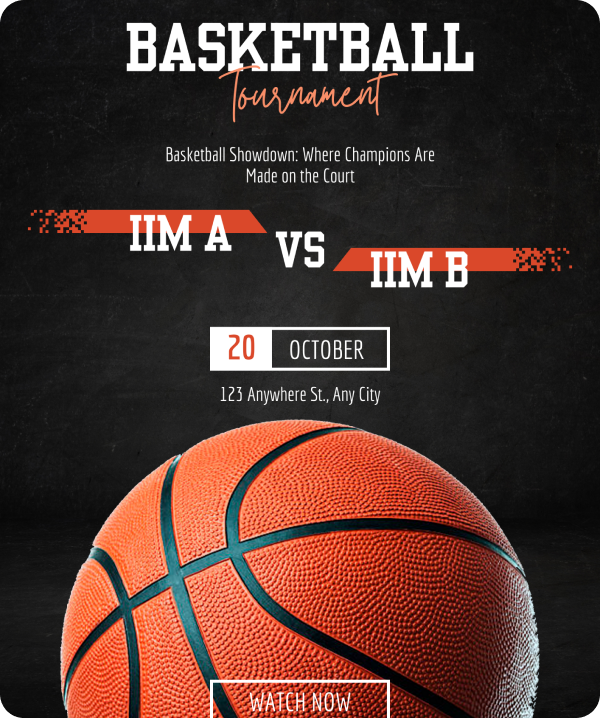 BASKETBALL
Tournament
Basketball Showdown: Where Champions Are
Made on the Court
IIM A
VS
IIM B
20 OCTOBER
123 Anywhere St., Any City
WATCH NOW